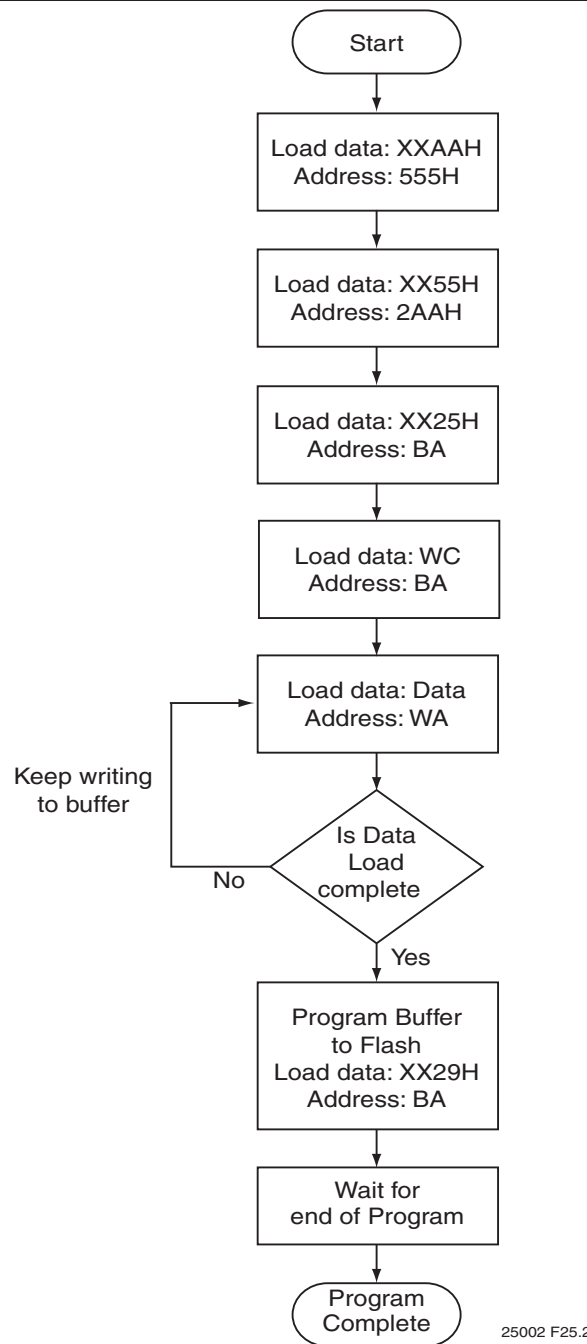 Start
Load data: XXAAH
Address: 555H
Load data: XX55H
Address: 2AAH
Load data: XX25H
Address: BA
Load data: WC
Address: BA
Load data: Data
Address: WA
Keep writing
to buffer
Is Data
Load
complete
No
Yes
Program Buffer
to Flash
Load data: XX29H
Address: BA
Wait for
end of Program
Program
Complete